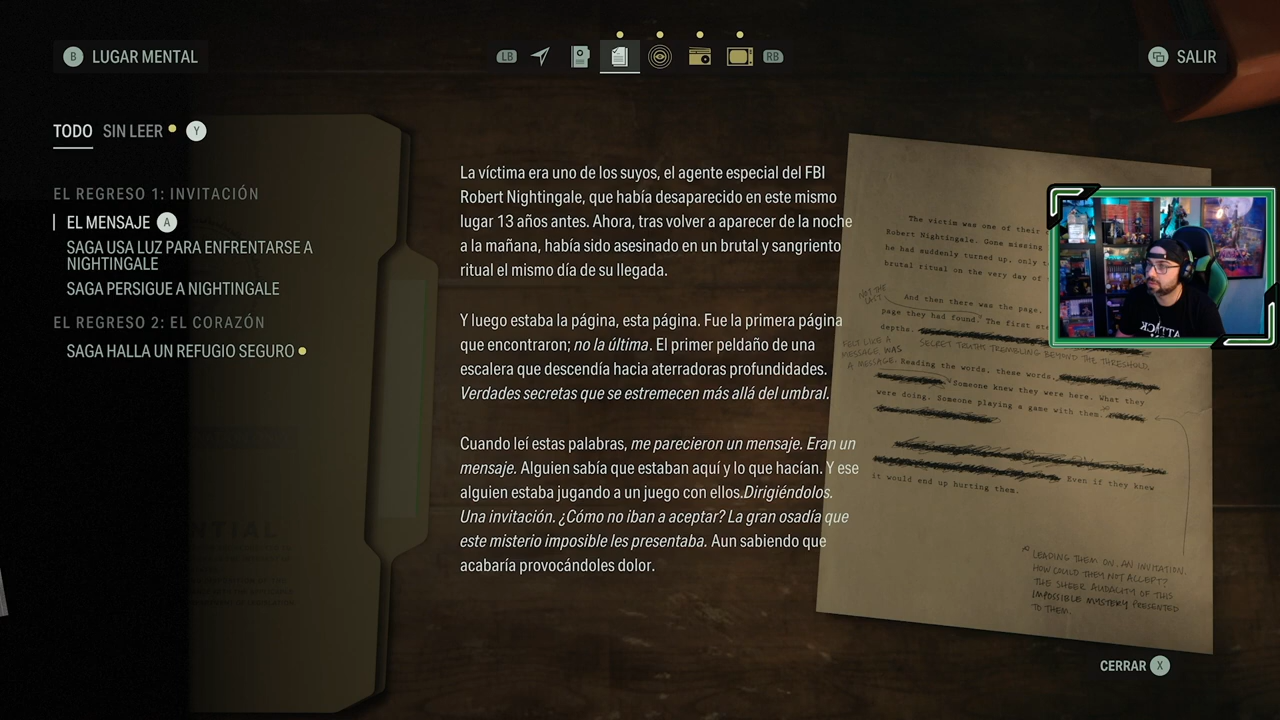 B LUGAR MENTAL
LB
RB
SALIR
TODO SIN LEER Y
EL REGRESO 1: INVITACIÓN
EL MENSAJE A
SAGA USA LUZ PARA ENFRENTARSE A
NIGHTINGALE
SAGA PERSIGUE A NIGHTINGALE
EL REGRESO 2: EL CORAZÓN
SAGA HALLA UN REFUGIO SEGURO
La víctima era uno de los suyos, el agente especial del FBI
Robert Nightingale, que había desaparecido en este mismo
lugar 13 años antes. Ahora, tras volver a aparecer de la noche
a la mañana, había sido asesinado en un brutal y sangriento
ritual el mismo día de su llegada.
Y luego estaba la página, esta página. Fue la primera página
que encontraron; no la última. El primer peldaño de una
escalera que descendía hacia aterradoras profundidades.
Verdades secretas que se estremecen más allá del umbral.
Cuando leí estas palabras, me parecieron un mensaje. Eran un
mensaje. Alguien sabía que estaban aquí y lo que hacían. Y ese
alguien estaba jugando a un juego con ellos.Dirigiéndolos.
Una invitación. ¿Cómo no iban a aceptar? La gran osadía que
este misterio imposible les presentaba. Aun sabiendo que
acabaría provocándoles dolor.
The victim was one of their
Robert Nightingale. Gone missing
he had suddenly turned up, only
brutal ritual on the very day of
NOT THE
LAST
And then there was the page,
page they had found. The first
depths.
SECRET TRUTHS TREMBLING BEYOND THE THRESHOLD,
FELT LIKE A
MESSAGE WAS
A MESSAGE.
Reading the words, these words,
Someone knew they were here. What they
were doing. Someone playing a game with them.
Even if they knew
it would end up hurting them.
LEADING THEM ON. AN INVITATION.
HOW COULD THEY NOT ACCEPT?
THE SHEER AUDACITY OF THIS
IMPOSSIBLE MYSTERY PRESENTED
TO THEM.
ATTACK
NTIAL
CERRAR X